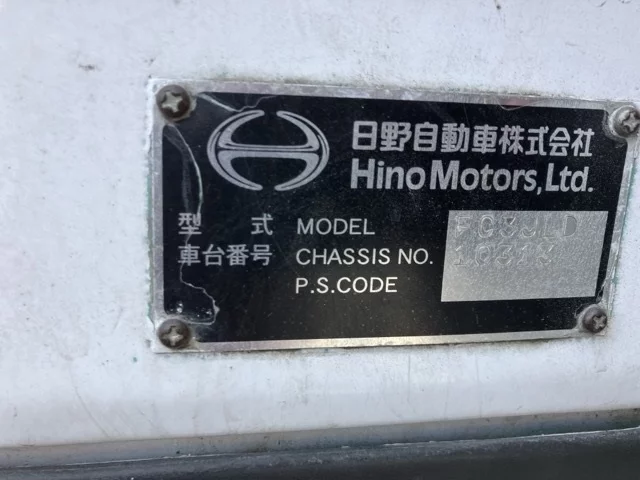 日野自動車株式会社
Hino Motors, Ltd.
型 式 MODEL
車台番号 CHASSIS NO.
P.S.CODE